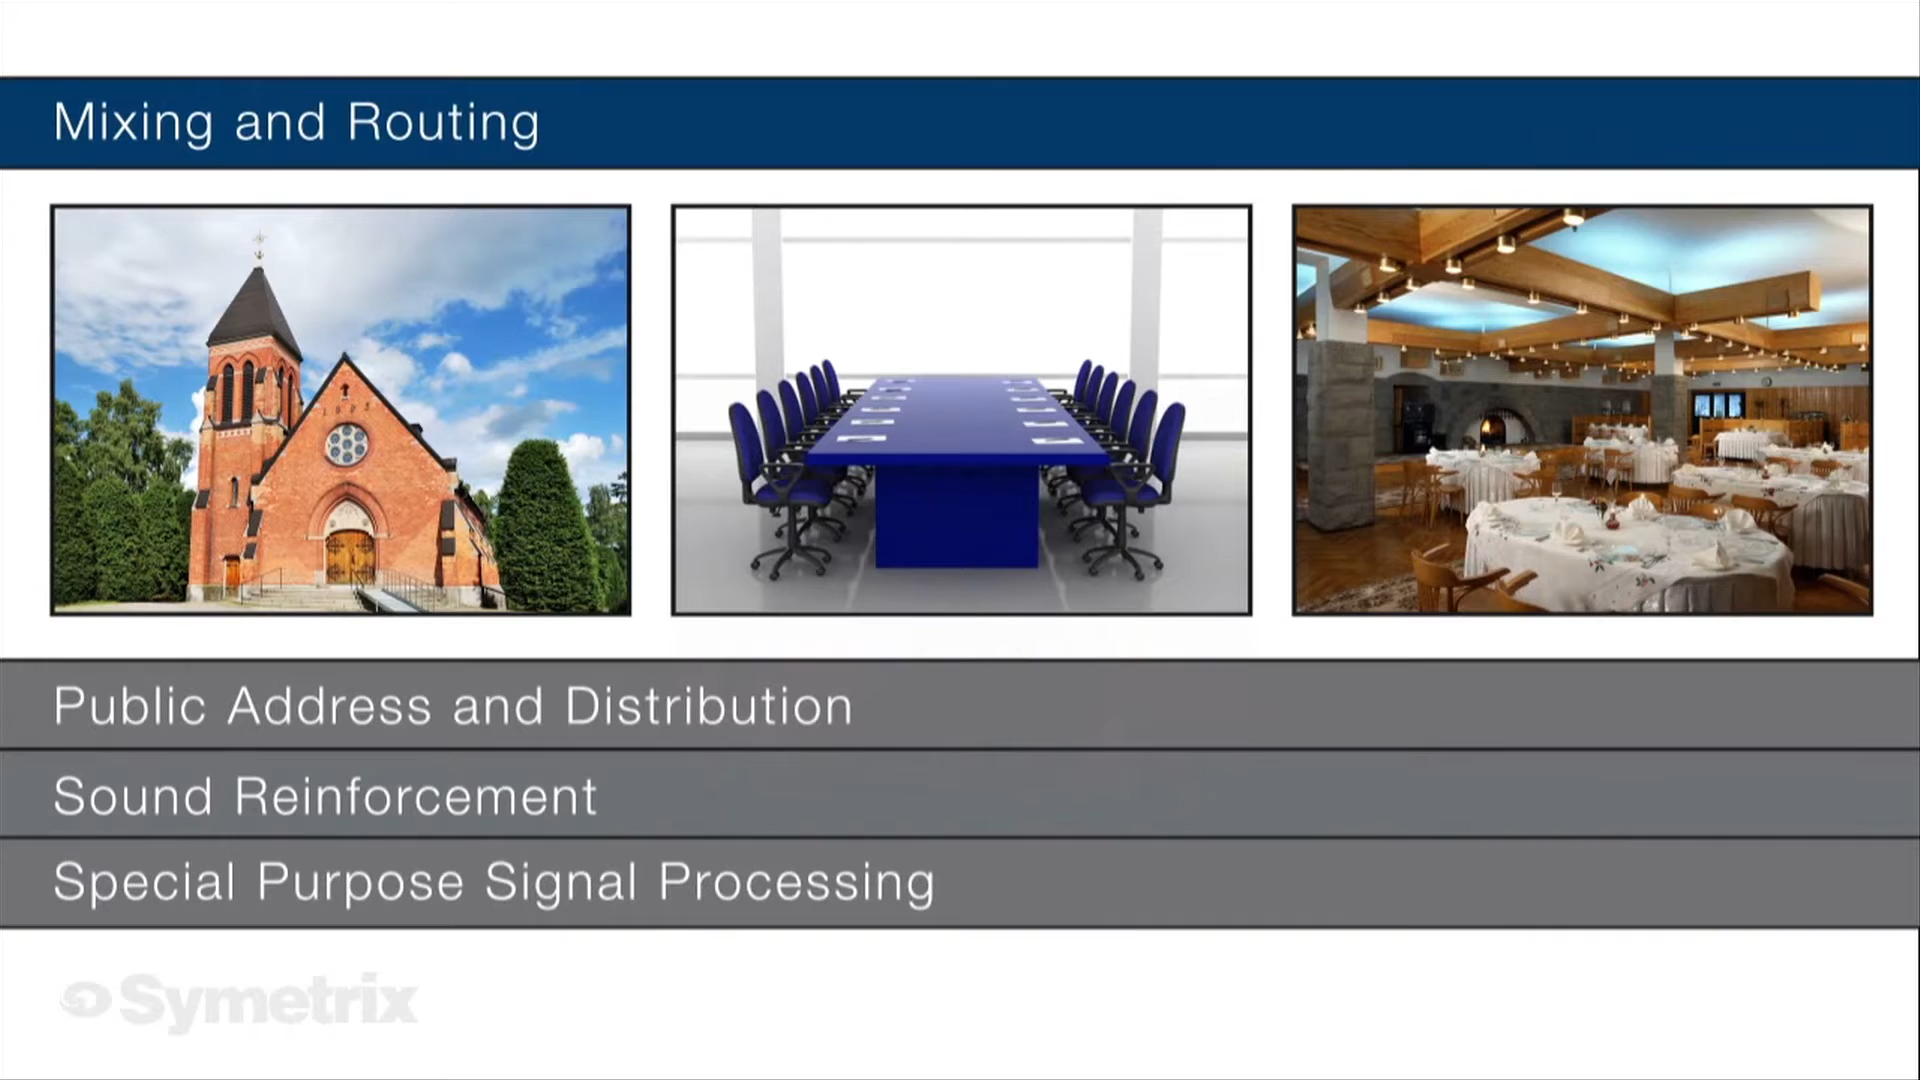 Mixing and Routing
Public Address and Distribution
Sound Reinforcement
Special Purpose Signal Processing
Symetrix